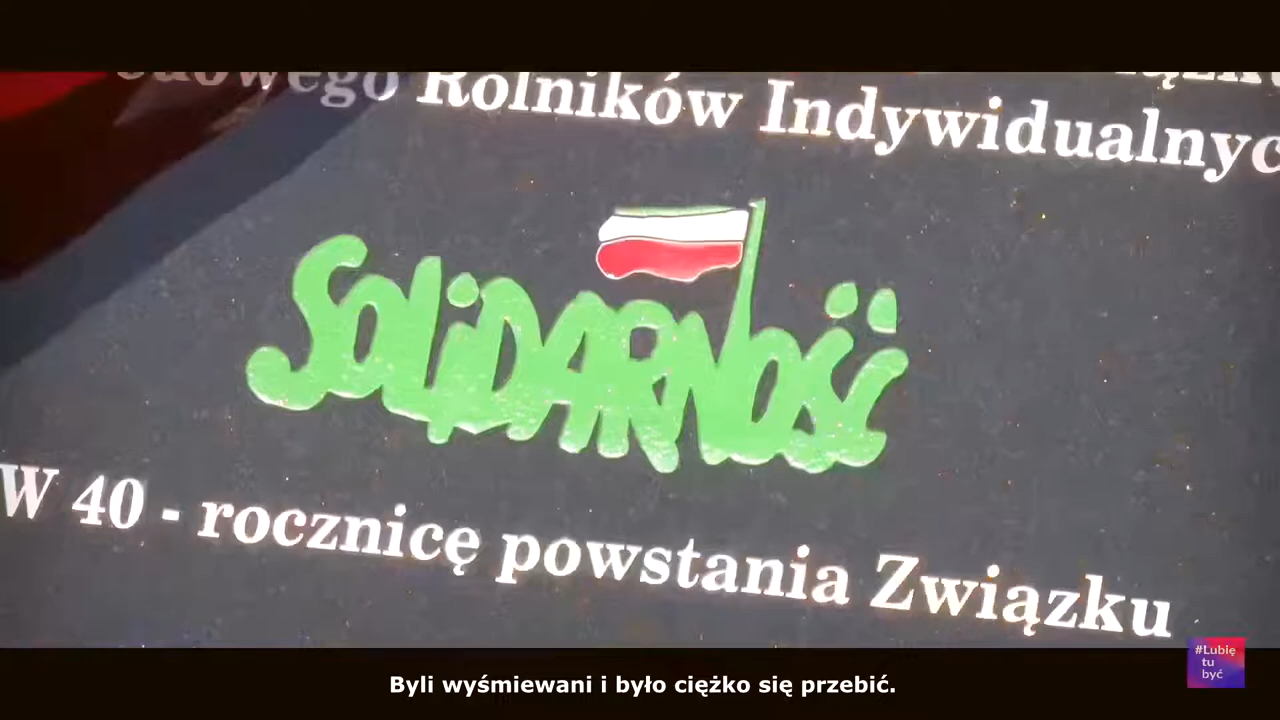 Rolników Indywidualnyc
SOLiDARNOŚĆ
W 40 - rocznicę powstania Związku
#Lubię
tu
być
Byli wyśmiewani i było ciężko się przebić.